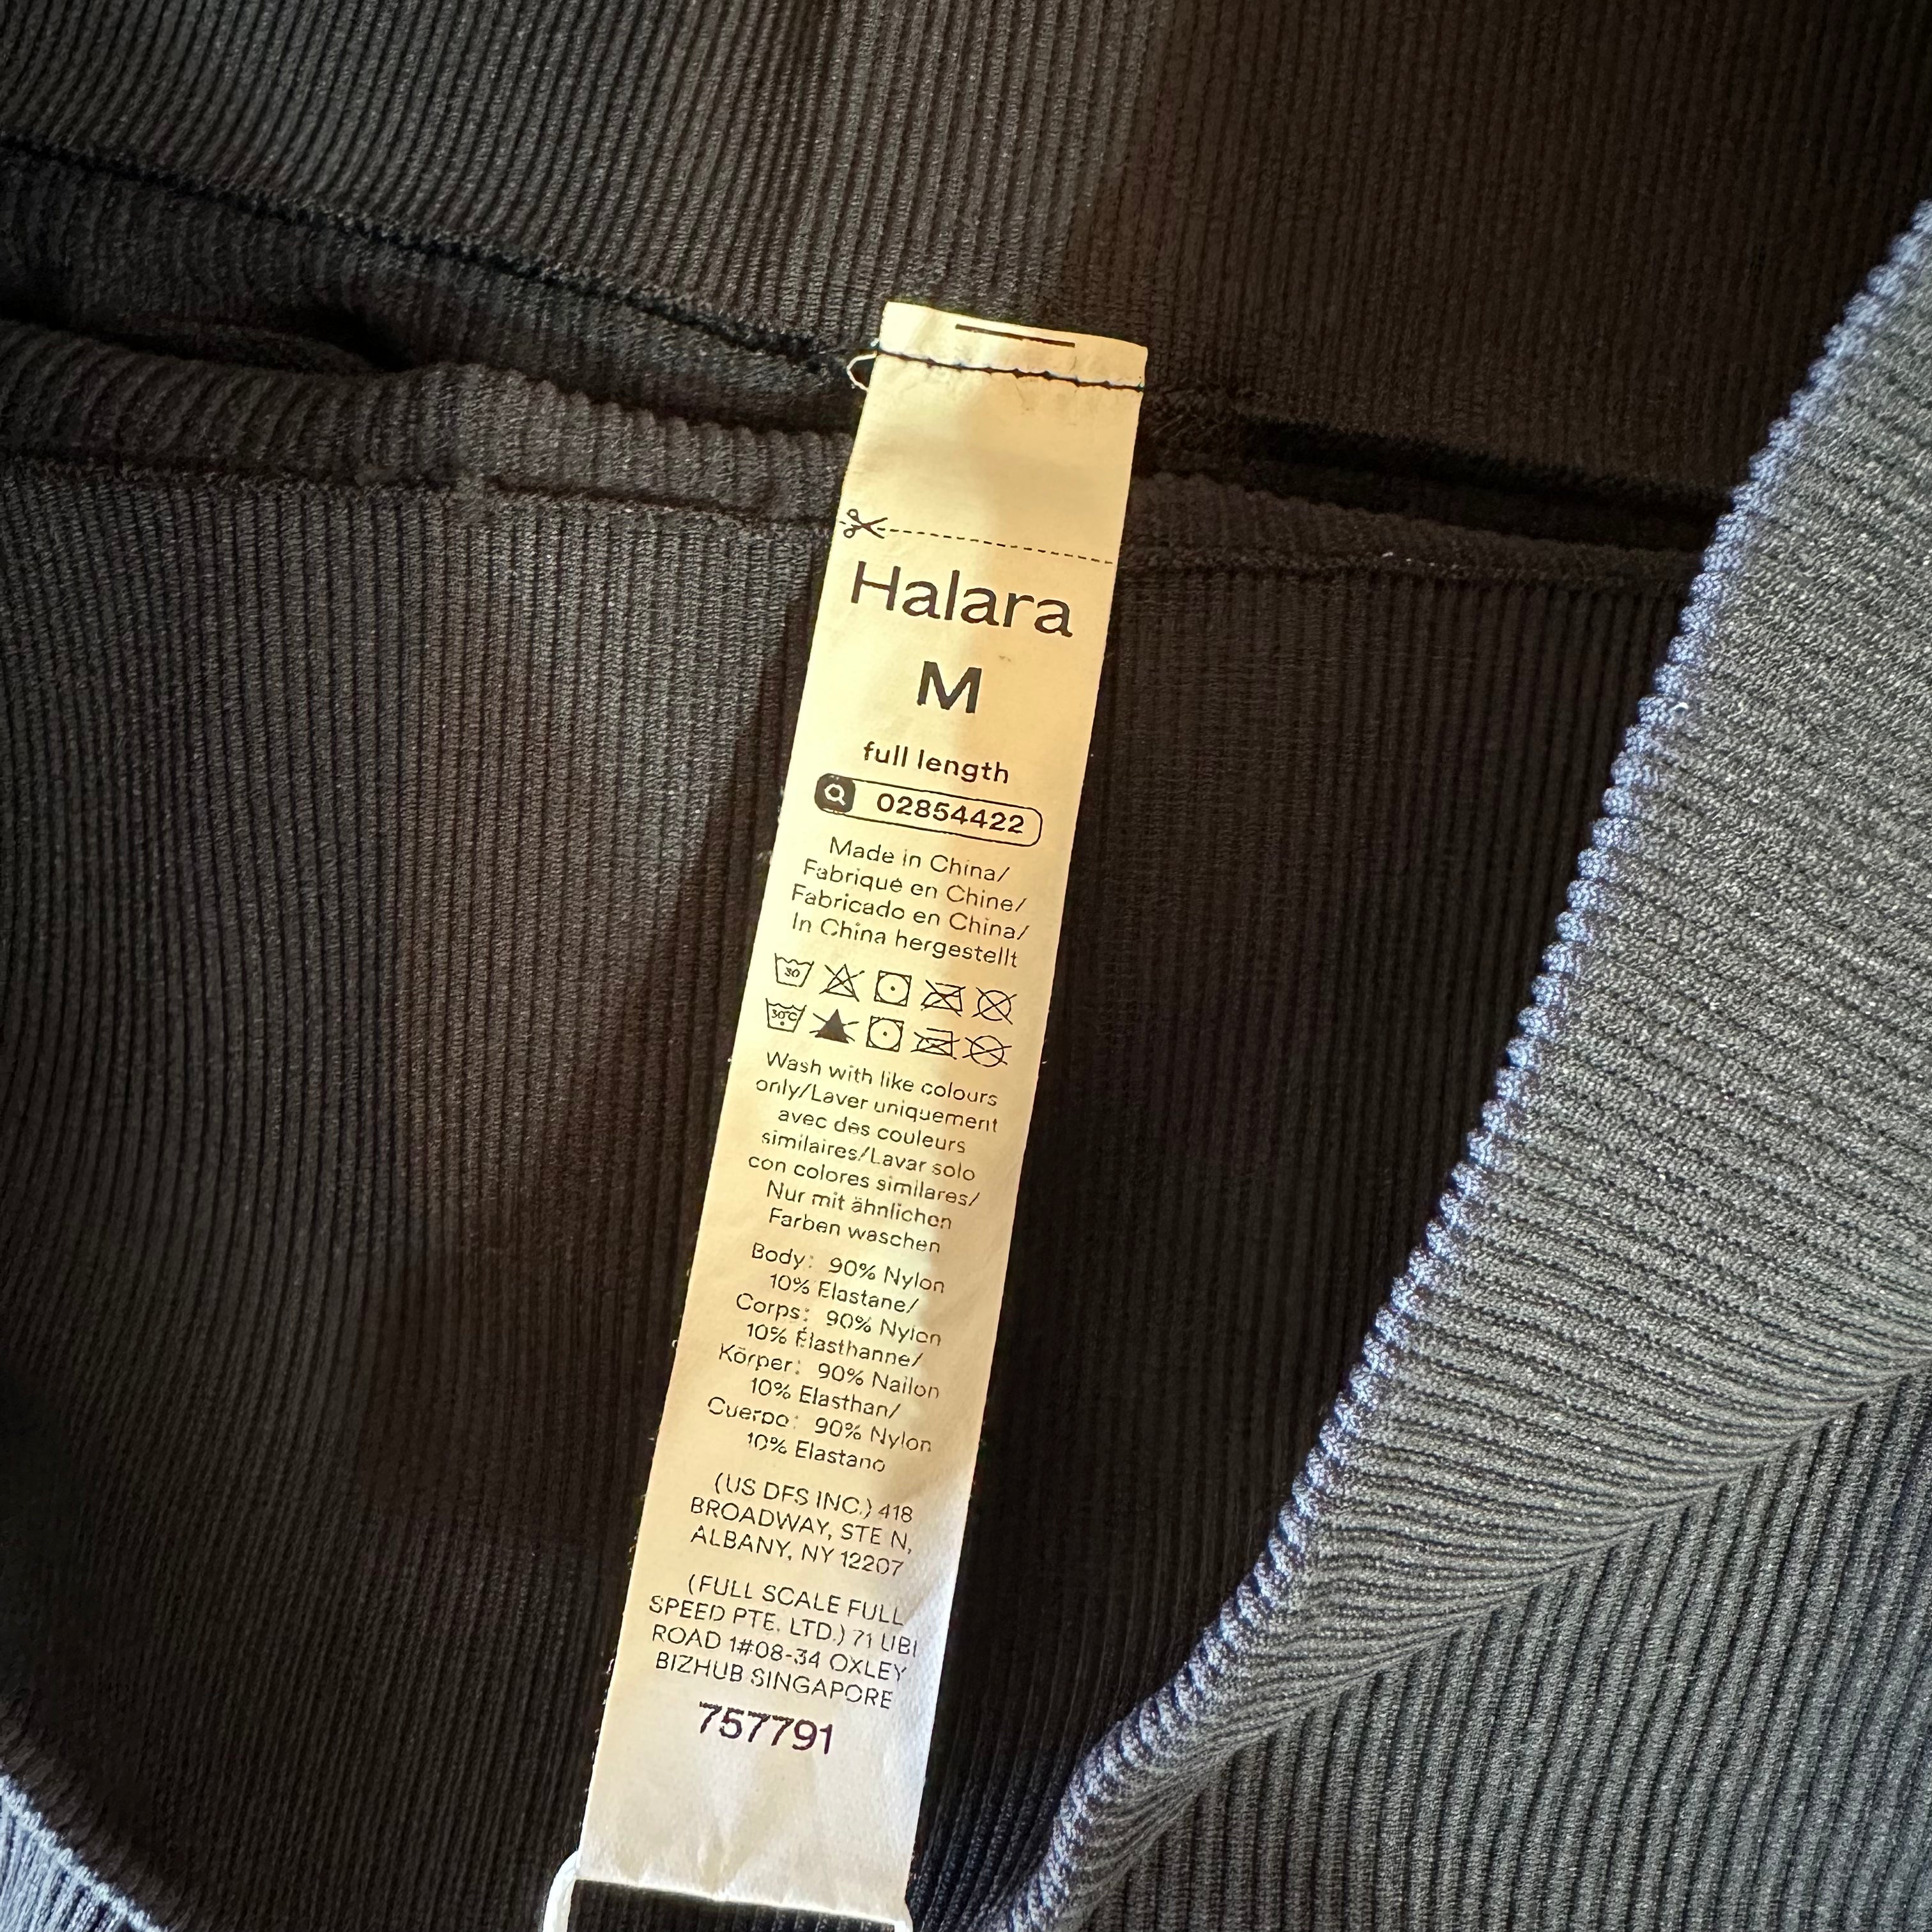 Halara
M
full length
02854422
Made in China/
Fabriqué en Chine/
Fabricado en China/
In China hergestellt
30
30°C
Wash with like colours
only/Laver uniquement
avec des couleurs
similaires/Lavar solo
con colores similares/
Nur mit ähnlichen
Farben waschen
Body: 90% Nylon
10% Elastane/
Corps: 90% Nylon
10% Élasthanne/
Körper: 90% Nailon
10% Elasthan/
Cuerpo: 90% Nylon
10% Elastano
(US DFS INC.) 418
BROADWAY, STE N,
ALBANY, NY 12207
(FULL SCALE FULL
SPEED PTE. LTD.) 71 UBI
ROAD 1#08-34 OXLEY
BIZHUB SINGAPORE
757791